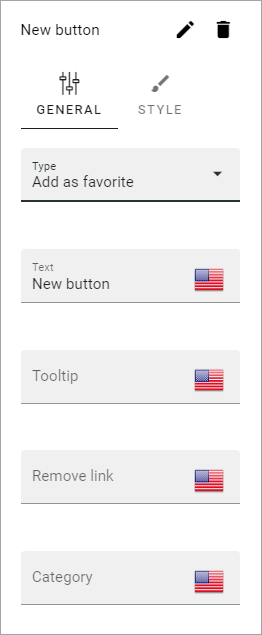 New button
GENERAL STYLE
Type
Add as favorite
Text
New button
Tooltip
Remove link
Category